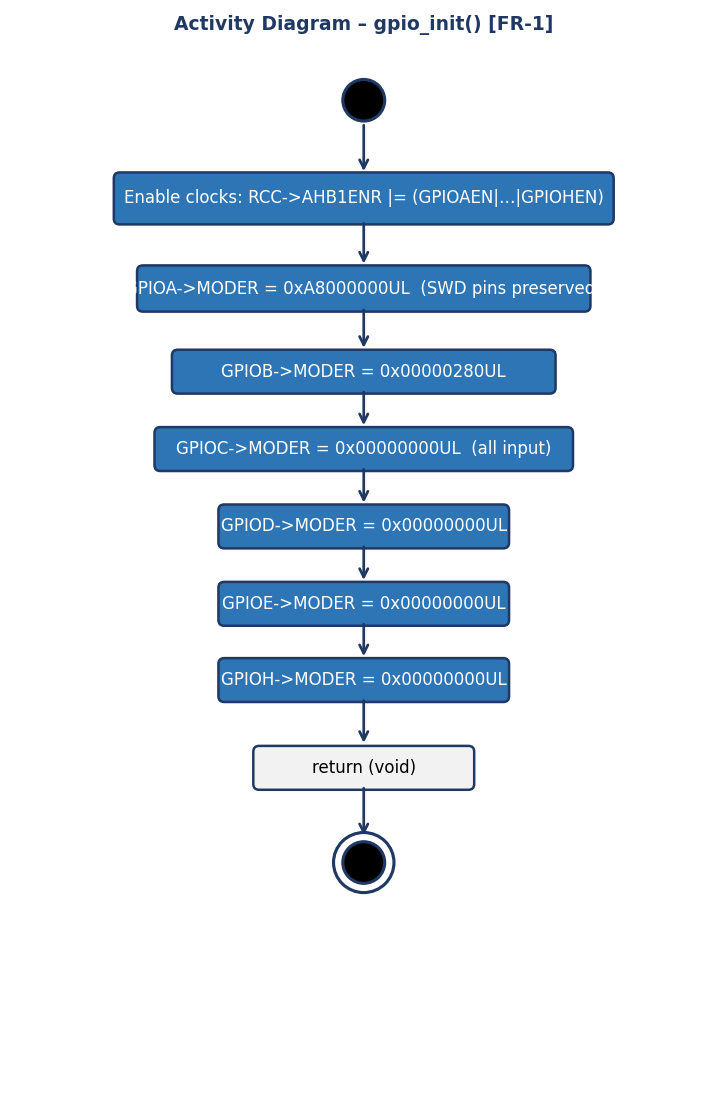 Activity Diagram – gpio_init() [FR-1]
Enable clocks: RCC->AHB1ENR |= (GPIOAEN|...|GPIOHEN)
GPIOA->MODER = 0xA8000000UL  (SWD pins preserved
GPIOB->MODER = 0x00000280UL
GPIOC->MODER = 0x00000000UL  (all input)
GPIOD->MODER = 0x00000000UL
GPIOE->MODER = 0x00000000UL
GPIOH->MODER = 0x00000000UL
return (void)